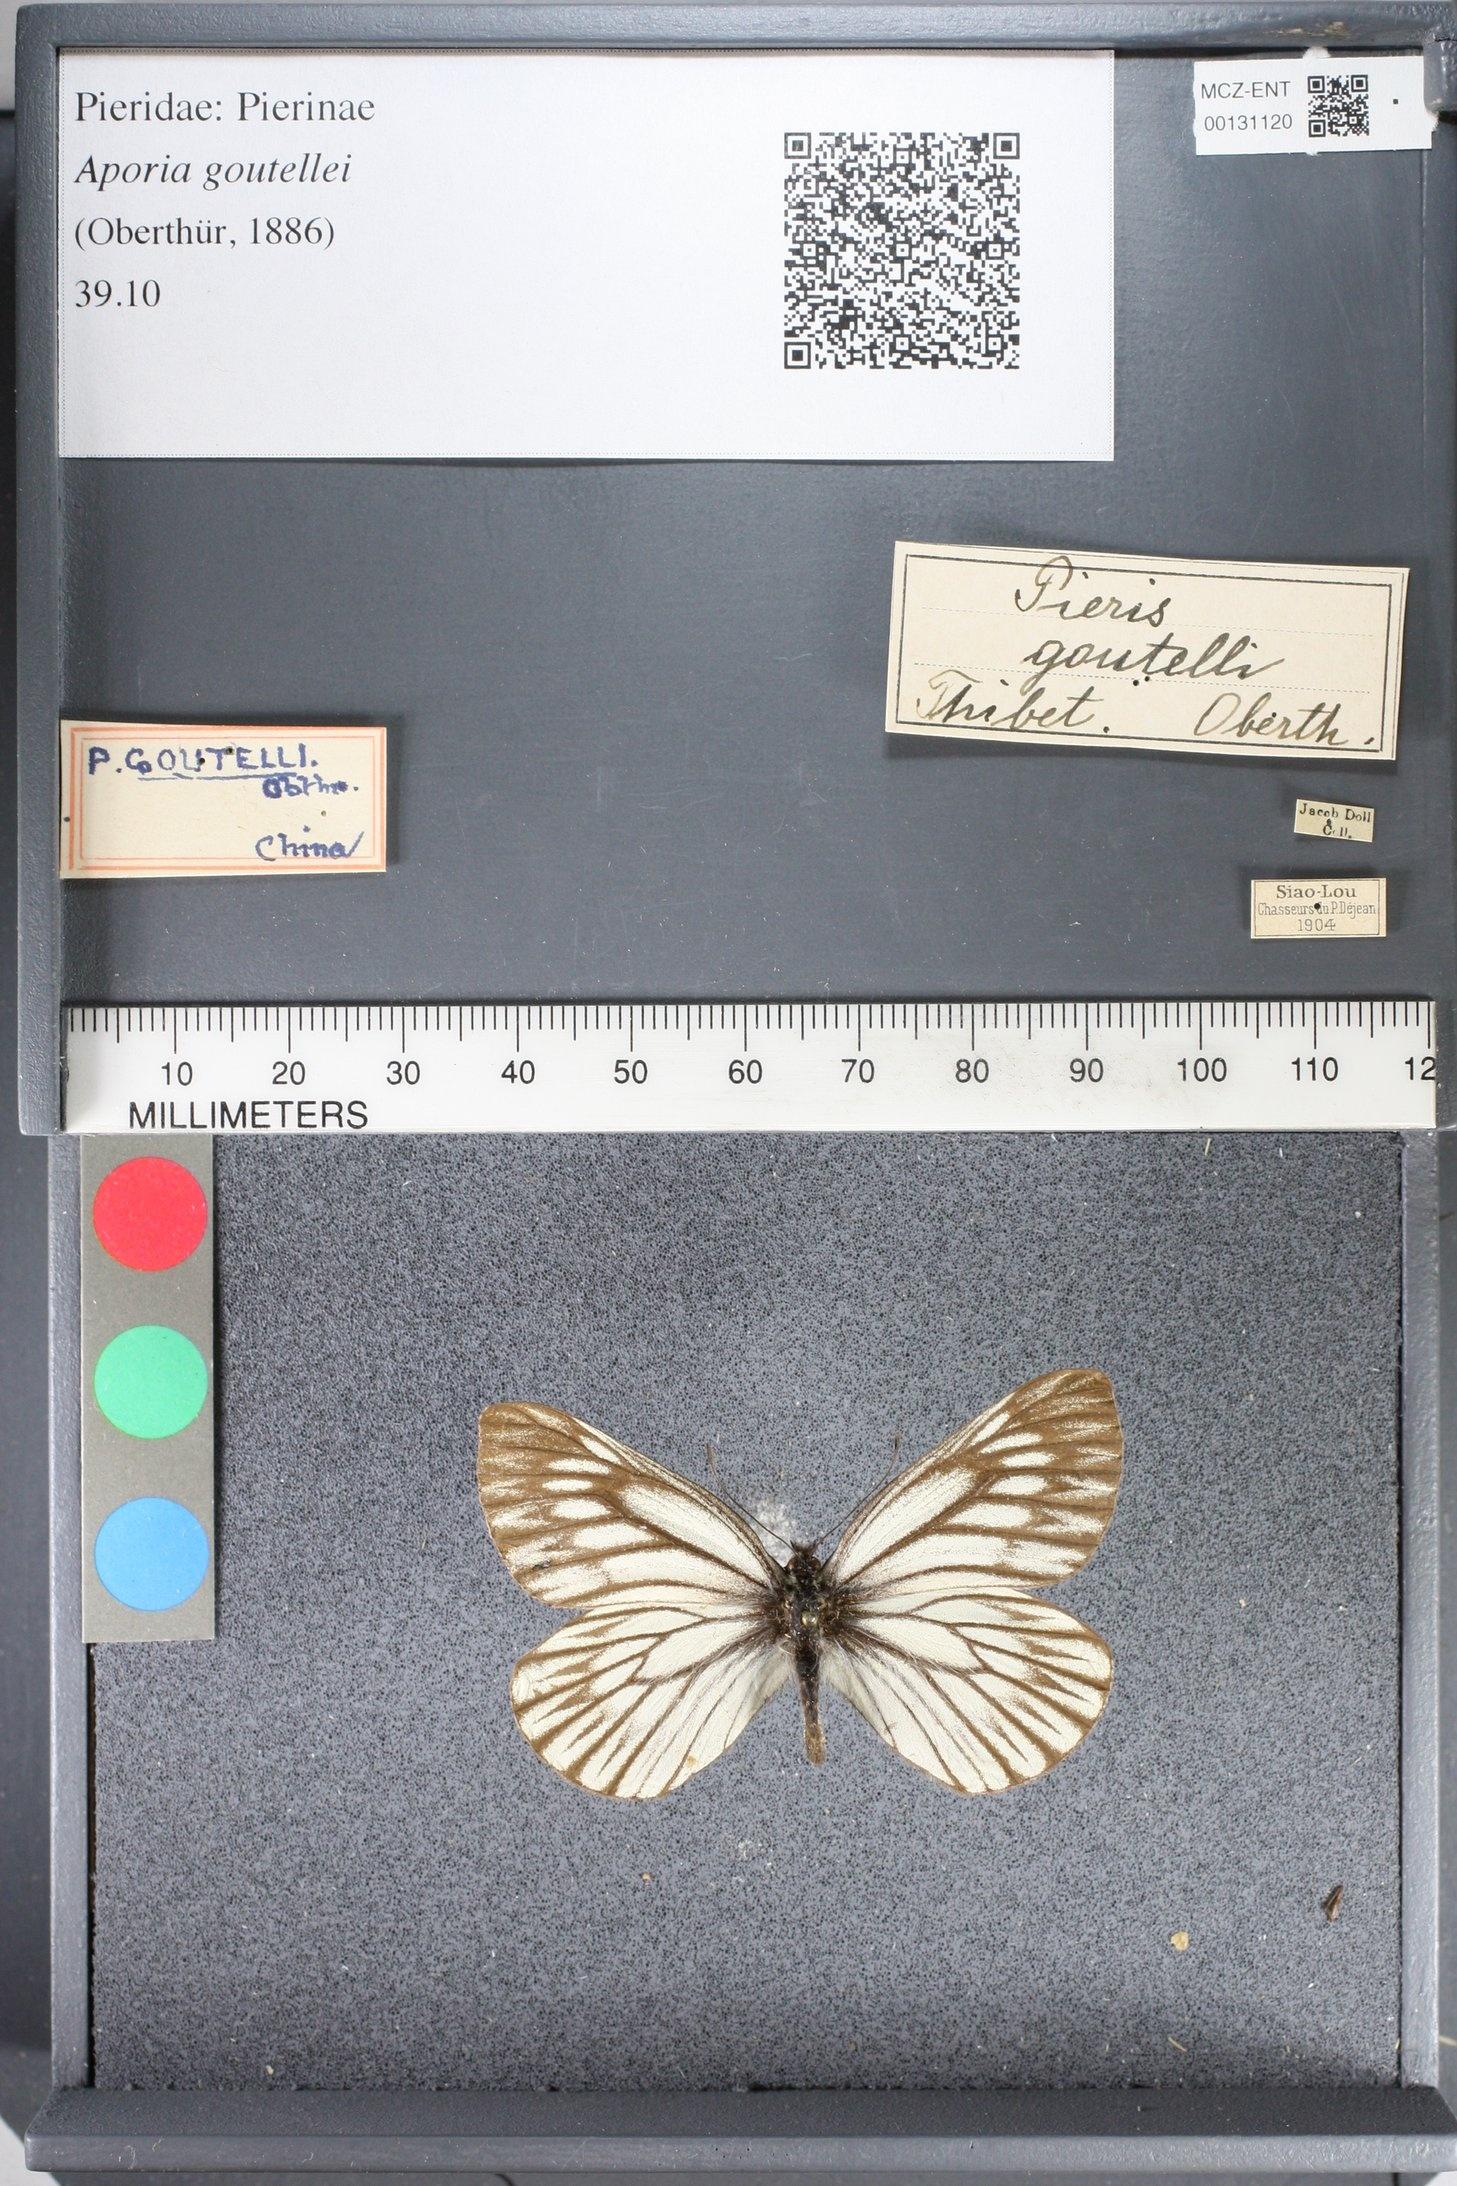 Pieridae: Pierinae
Aporia goutellei
(Oberthür, 1886)
39.10
MCZ-ENT
00131120
Pieris
goutelli
Thibet. Oberth.
P. GOUTELLI.
Obthr.
China
Jacob Doll
Coll.
Siao-Lou
Chasseurs du P. Déjean
1904
10 20 30 40 50 60 70 80 90 100 110 12
MILLIMETERS